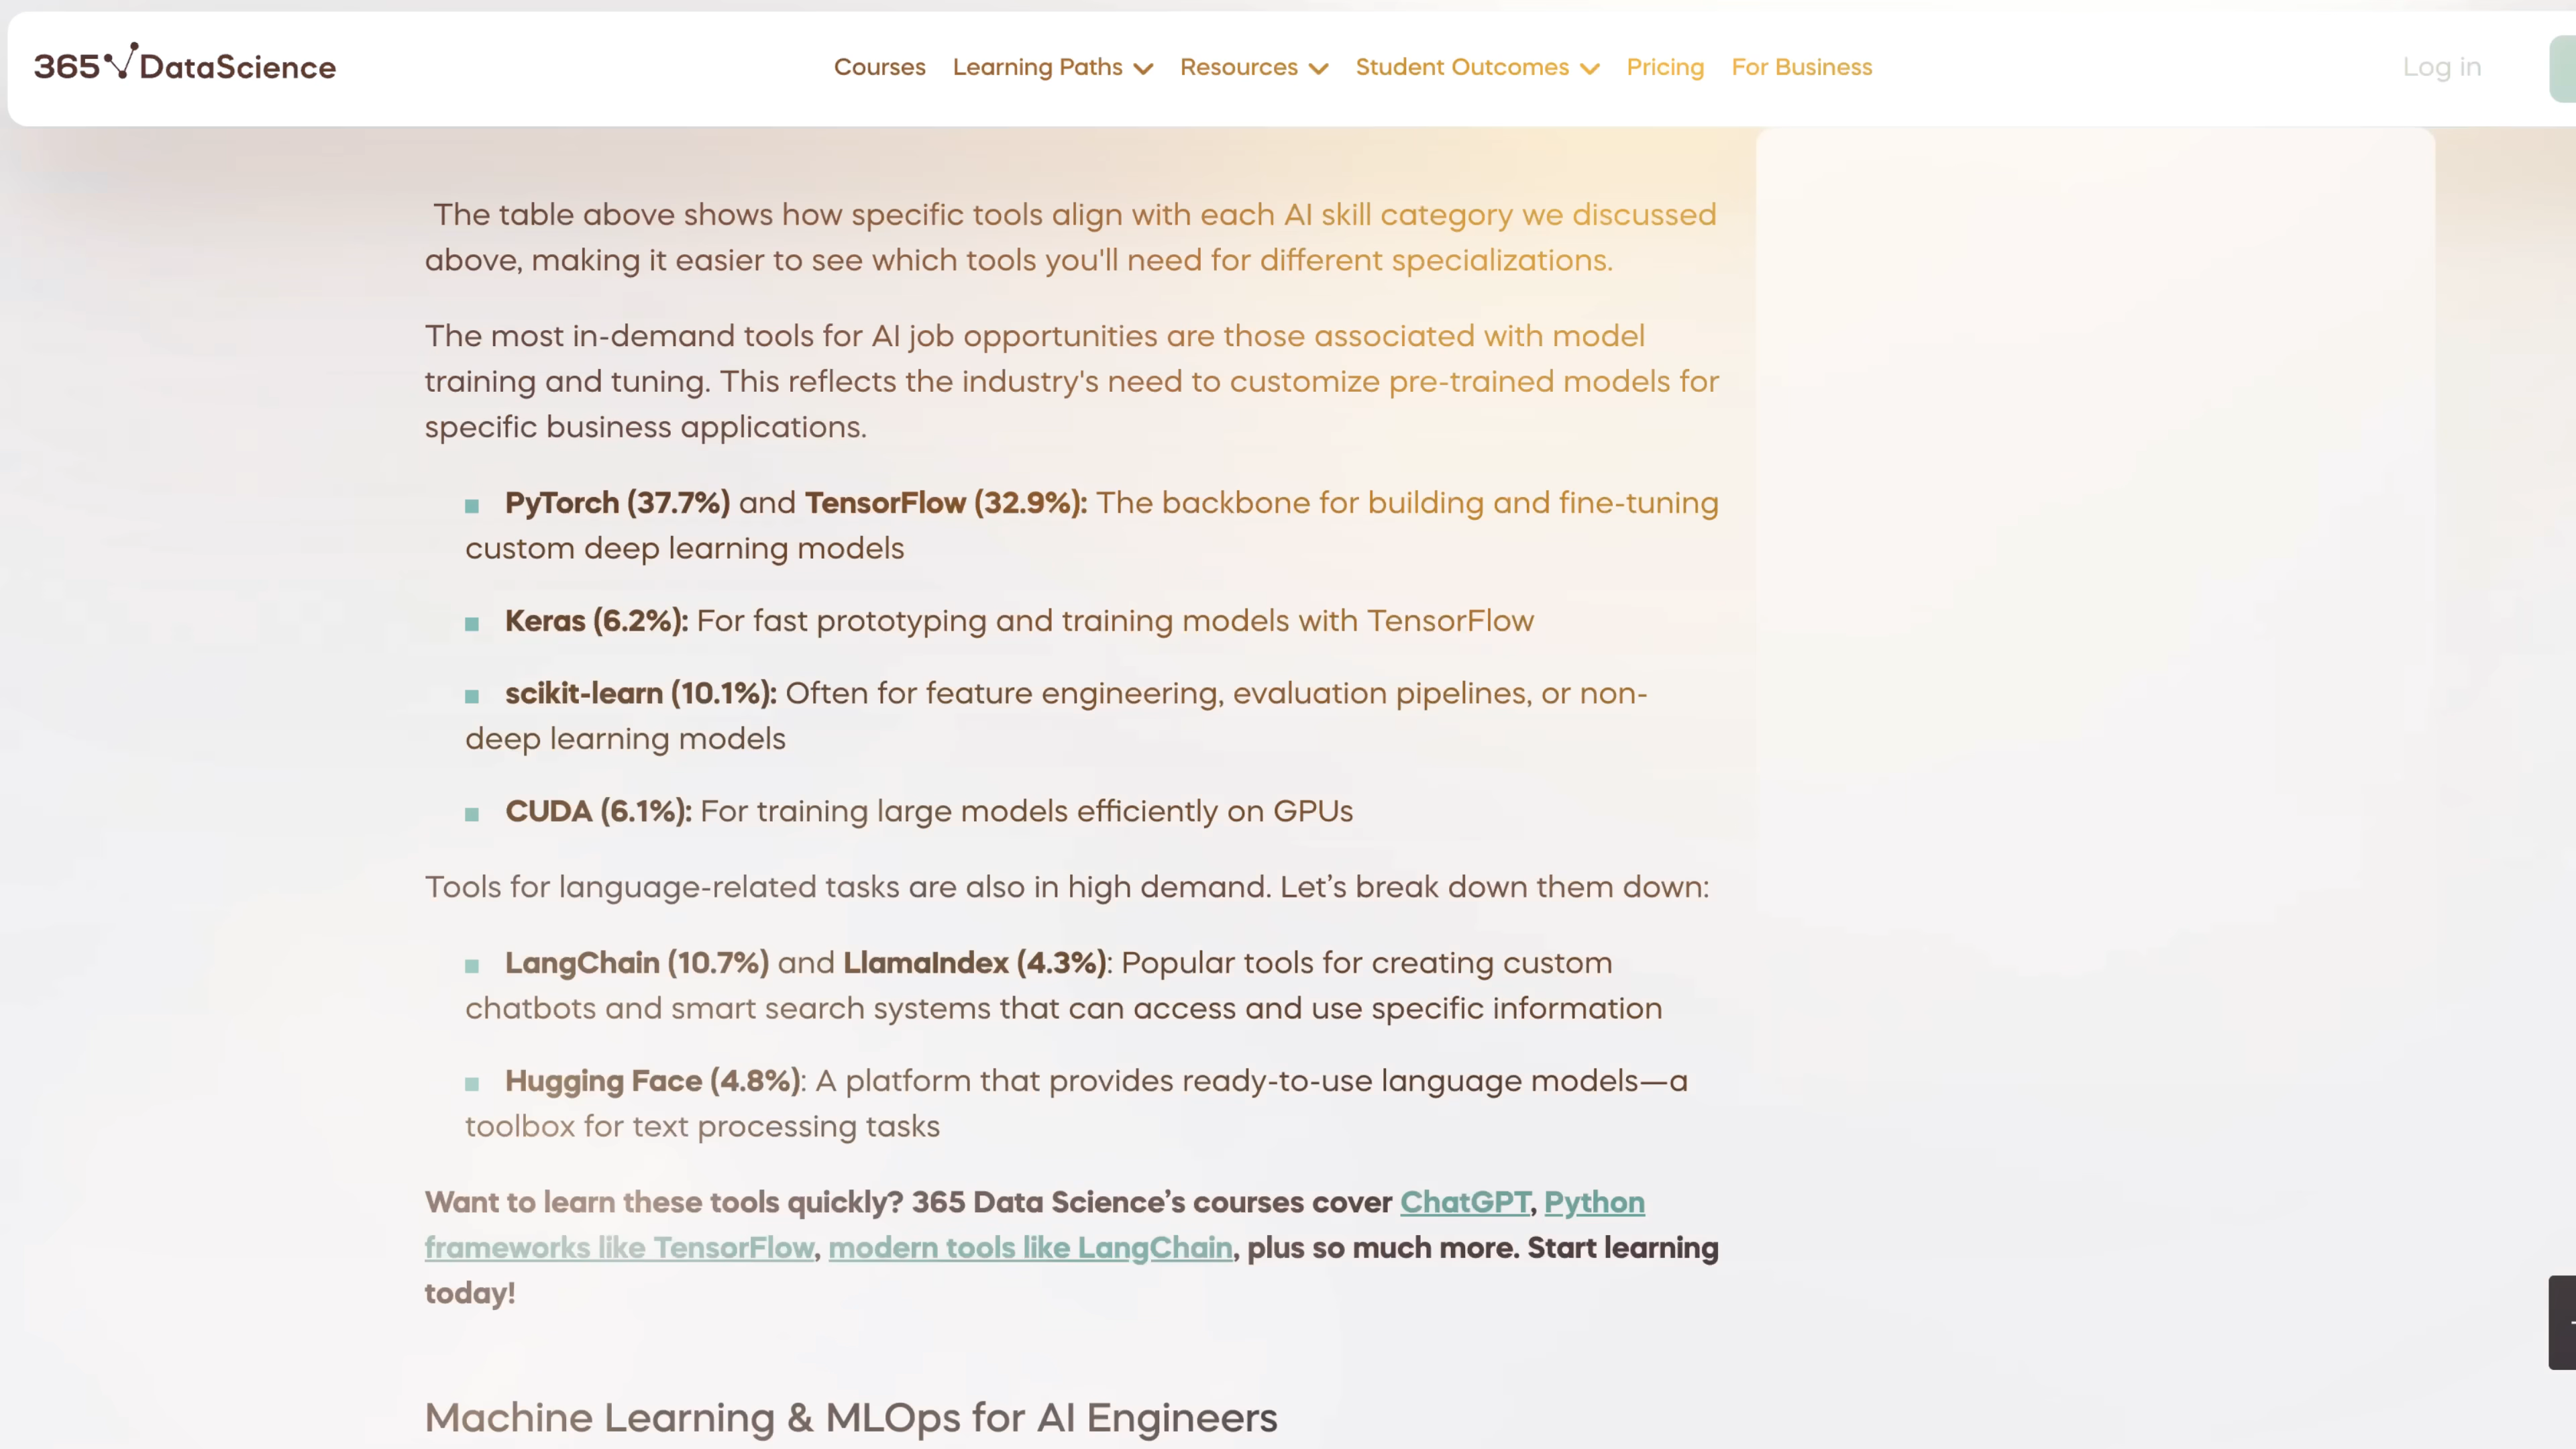 365 DataScience
Courses Learning Paths Resources Student Outcomes Pricing For Business
Log in
The table above shows how specific tools align with each AI skill category we discussed
above, making it easier to see which tools you'll need for different specializations.
The most in-demand tools for AI job opportunities are those associated with model
training and tuning. This reflects the industry's need to customize pre-trained models for
specific business applications.
PyTorch (37.7%) and TensorFlow (32.9%): The backbone for building and fine-tuning
custom deep learning models
Keras (6.2%): For fast prototyping and training models with TensorFlow
scikit-learn (10.1%): Often for feature engineering, evaluation pipelines, or non-
deep learning models
CUDA (6.1%): For training large models efficiently on GPUs
Tools for language-related tasks are also in high demand. Let’s break down them down:
LangChain (10.7%) and LlamaIndex (4.3%): Popular tools for creating custom
chatbots and smart search systems that can access and use specific information
Hugging Face (4.8%): A platform that provides ready-to-use language models—a
toolbox for text processing tasks
Want to learn these tools quickly? 365 Data Science’s courses cover ChatGPT, Python
frameworks like TensorFlow, modern tools like LangChain, plus so much more. Start learning
today!
Machine Learning & MLOps for AI Engineers